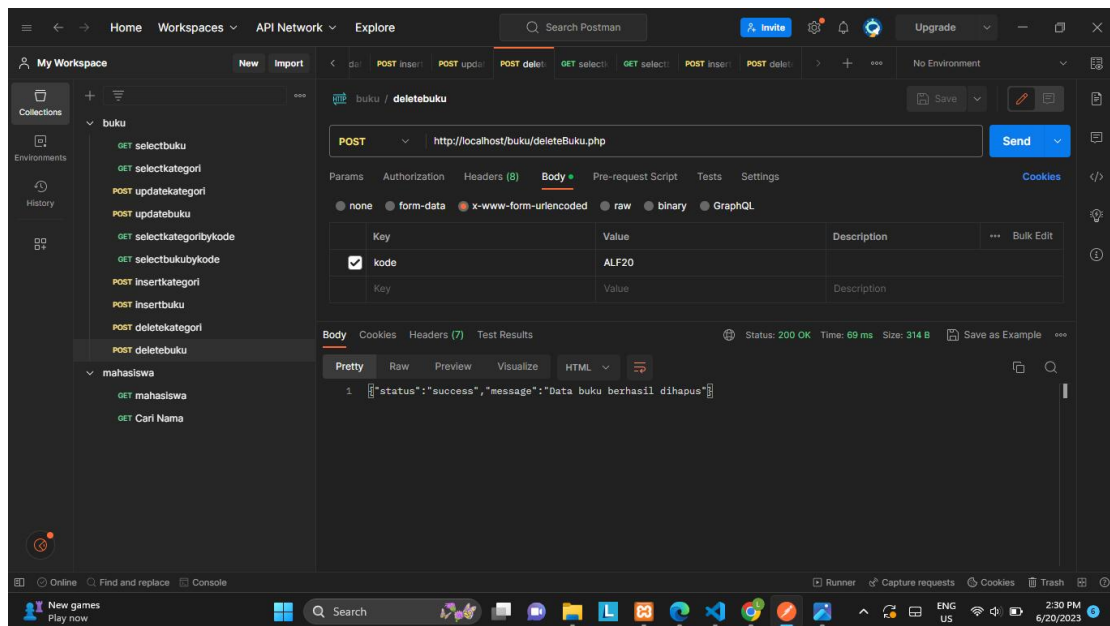 Home Workspaces API Network Explore Search Postman Invite Upgrade
My Workspace New Import POST insert POST updat POST delet GET select GET select POST insert POST delet No Environment
Collections
Environments
History
buku
GET selectbuku
GET selectkategori
POST updatekategori
POST updatebuku
GET selectkategoribykode
GET selectbukubykode
POST insertkategori
POST insertbuku
POST deletekategori
POST deletebuku
mahasiswa
GET mahasiswa
GET Cari Nama
HTTP buku / deletebuku Save
POST http://localhost/buku/deleteBuku.php Send
Params Authorization Headers (8) Body Pre-request Script Tests Settings Cookies
none form-data x-www-form-urlencoded raw binary GraphQL
Key Value Description Bulk Edit
kode ALF20
Key Value Description
Body Cookies Headers (7) Test Results Status: 200 OK Time: 69 ms Size: 314 B Save as Example
Pretty Raw Preview Visualize HTML
1 {"status":"success","message":"Data buku berhasil dihapus"}
Online Find and replace Console Runner Capture requests Cookies Trash
New games
Play now
Search
ENG
US
2:30 PM
6/20/2023
6